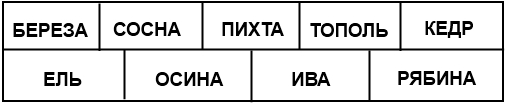 БЕРЕЗА СОСНА ПИХТА ТОПОЛЬ КЕДР
ЕЛЬ ОСИНА ИВА РЯБИНА